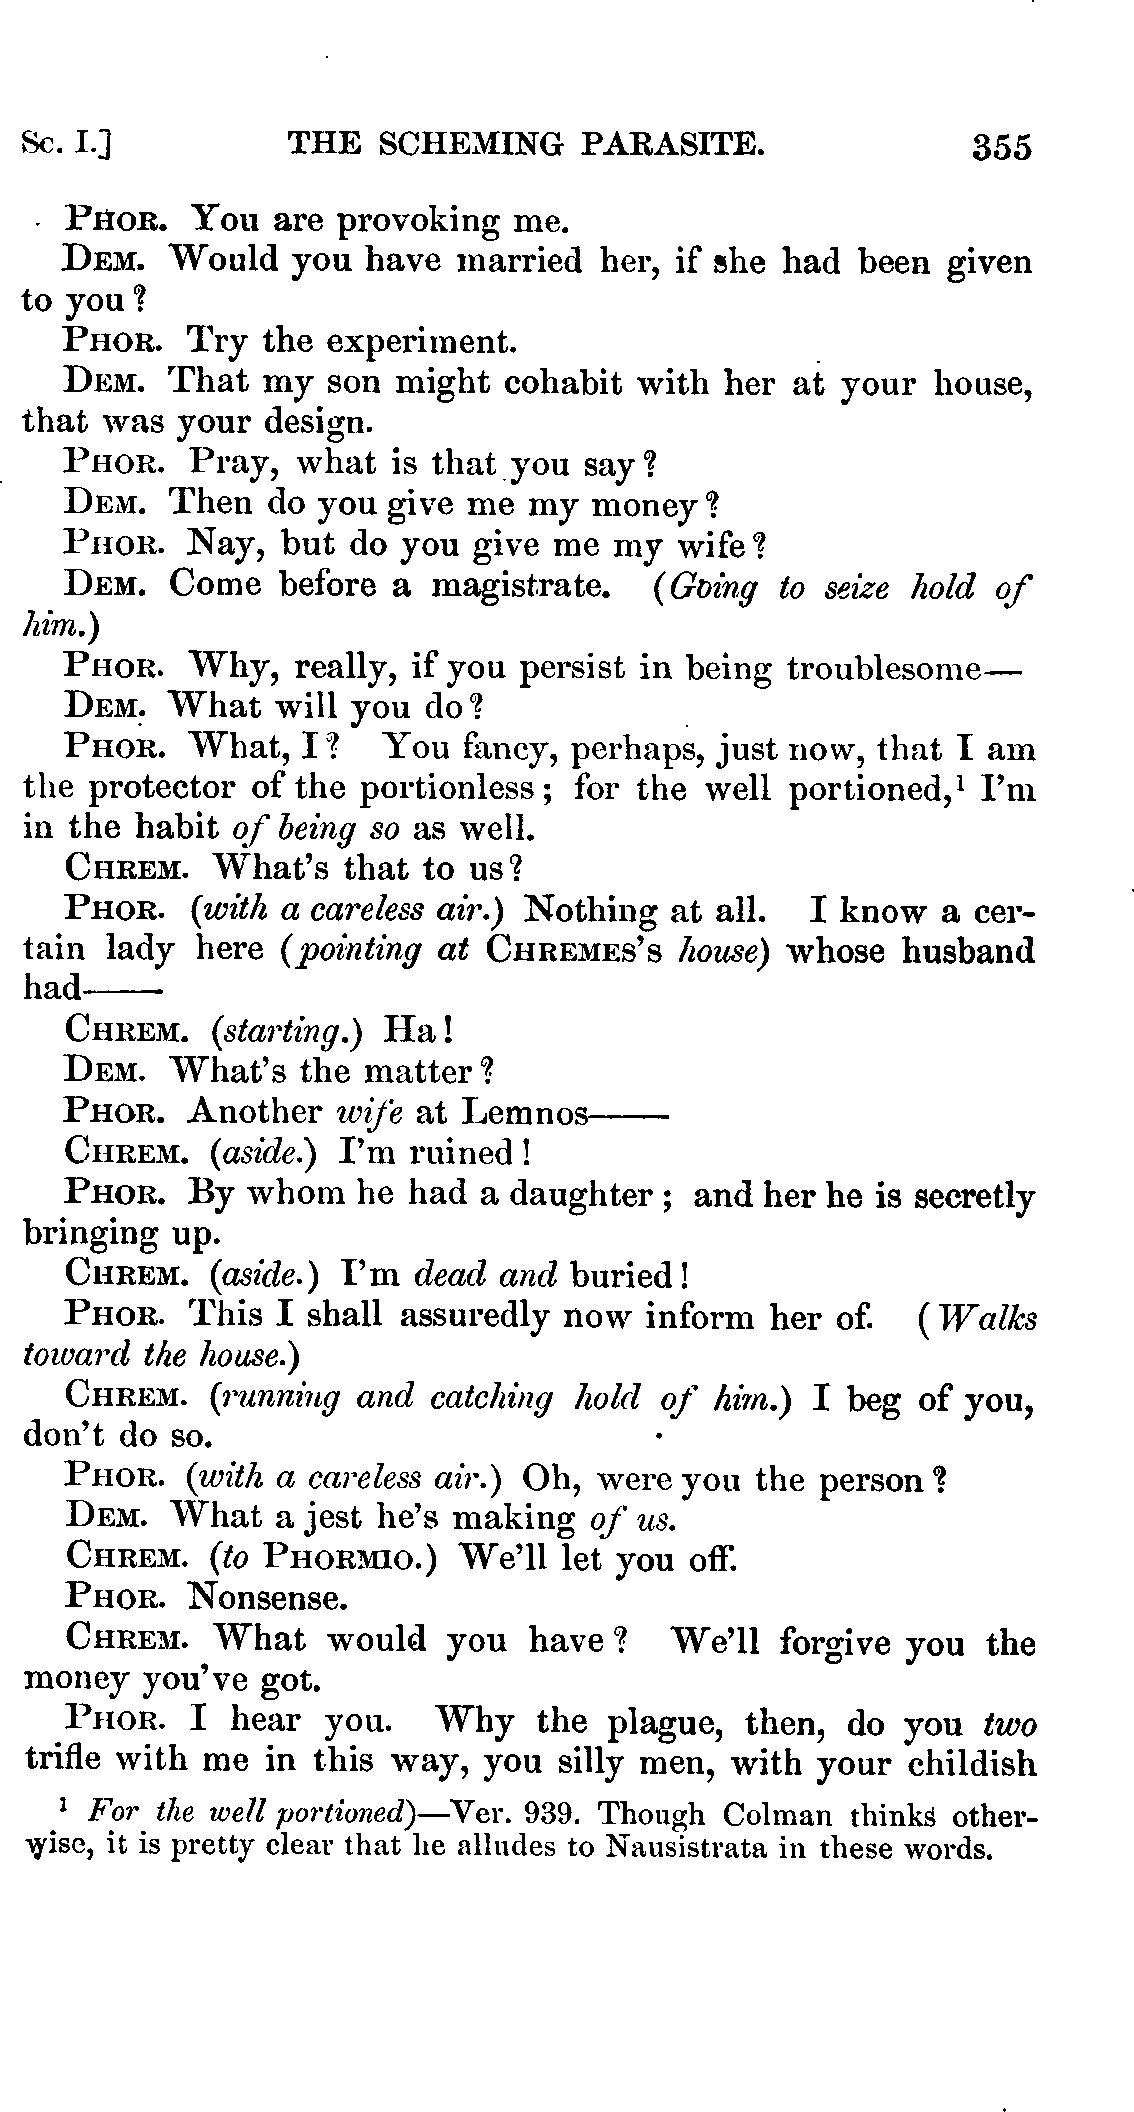 Sc. I.] THE SCHEMING PARASITE. 355
PHOR. You are provoking me.
DEM. Would you have married her, if she had been given
to you?
PHOR. Try the experiment.
DEM. That my son might cohabit with her at your house,
that was your design.
PHOR. Pray, what is that you say?
DEM. Then do you give me my money?
PHOR. Nay, but do you give me my wife?
DEM. Come before a magistrate. (Going to seize hold of
him.)
PHOR. Why, really, if you persist in being troublesome—
DEM. What will you do?
PHOR. What, I? You fancy, perhaps, just now, that I am
the protector of the portionless; for the well portioned,¹ I'm
in the habit of being so as well.
CHREM. What's that to us?
PHOR. (with a careless air.) Nothing at all. I know a cer-
tain lady here (pointing at CHREMES's house) whose husband
had——
CHREM. (starting.) Ha!
DEM. What's the matter?
PHOR. Another wife at Lemnos——
CHREM. (aside.) I'm ruined!
PHOR. By whom he had a daughter; and her he is secretly
bringing up.
CHREM. (aside.) I'm dead and buried!
PHOR. This I shall assuredly now inform her of. (Walks
toward the house.)
CHREM. (running and catching hold of him.) I beg of you,
don't do so.
PHOR. (with a careless air.) Oh, were you the person?
DEM. What a jest he's making of us.
CHREM. (to PHORMIO.) We'll let you off.
PHOR. Nonsense.
CHREM. What would you have? We'll forgive you the
money you've got.
PHOR. I hear you. Why the plague, then, do you two
trifle with me in this way, you silly men, with your childish
¹ For the well portioned)—Ver. 939. Though Colman thinks other-
wise, it is pretty clear that he alludes to Nausistrata in these words.